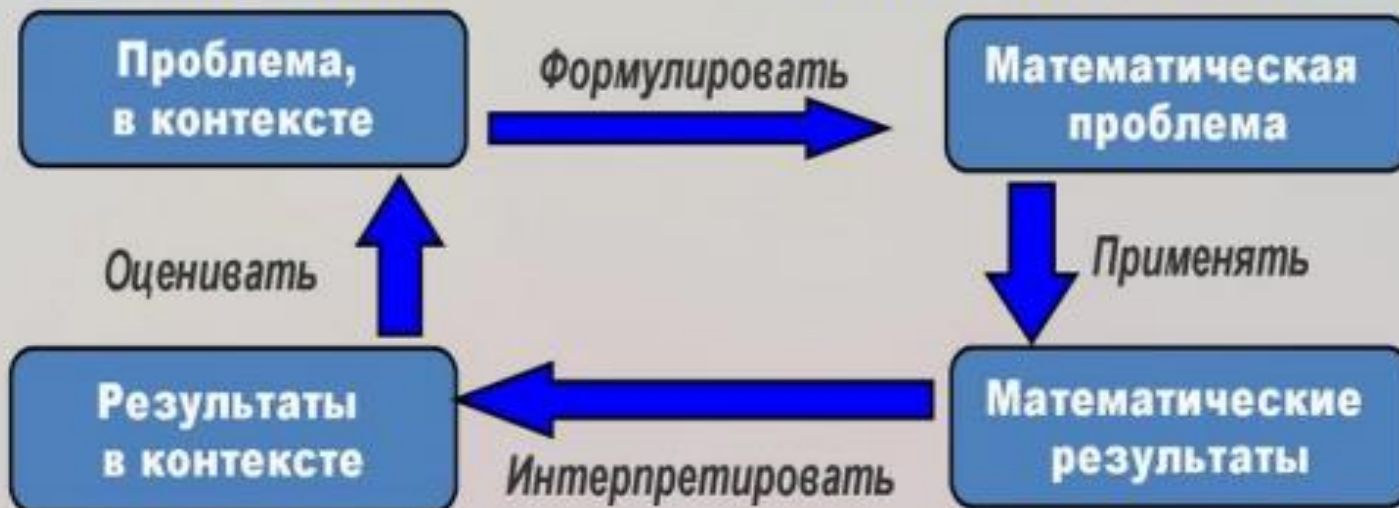 Проблема,
в контексте
Формулировать
Математическая
проблема
Оценивать
Применять
Результаты
в контексте
Интерпретировать
Математические
результаты